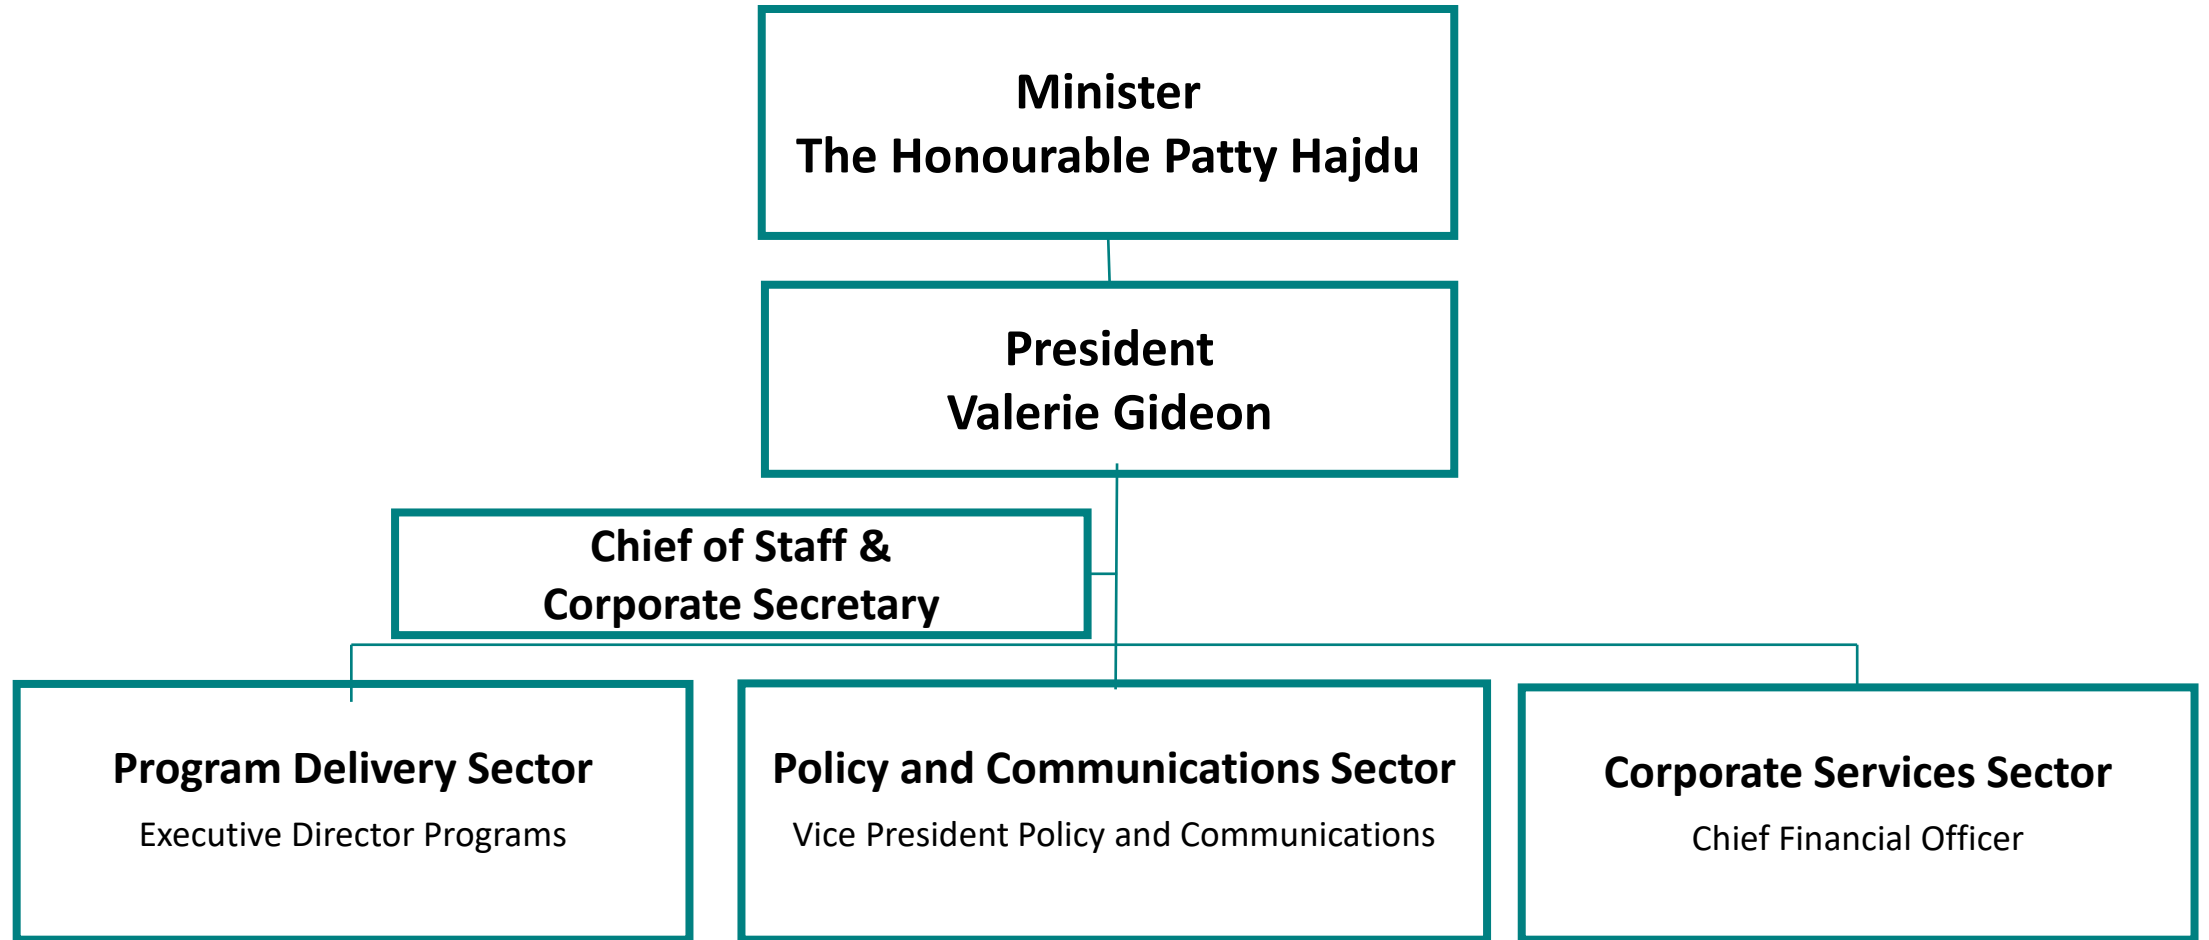 Minister
The Honourable Patty Hajdu
President
Valerie Gideon
Chief of Staff &
Corporate Secretary
Program Delivery Sector
Executive Director Programs
Policy and Communications Sector
Vice President Policy and Communications
Corporate Services Sector
Chief Financial Officer